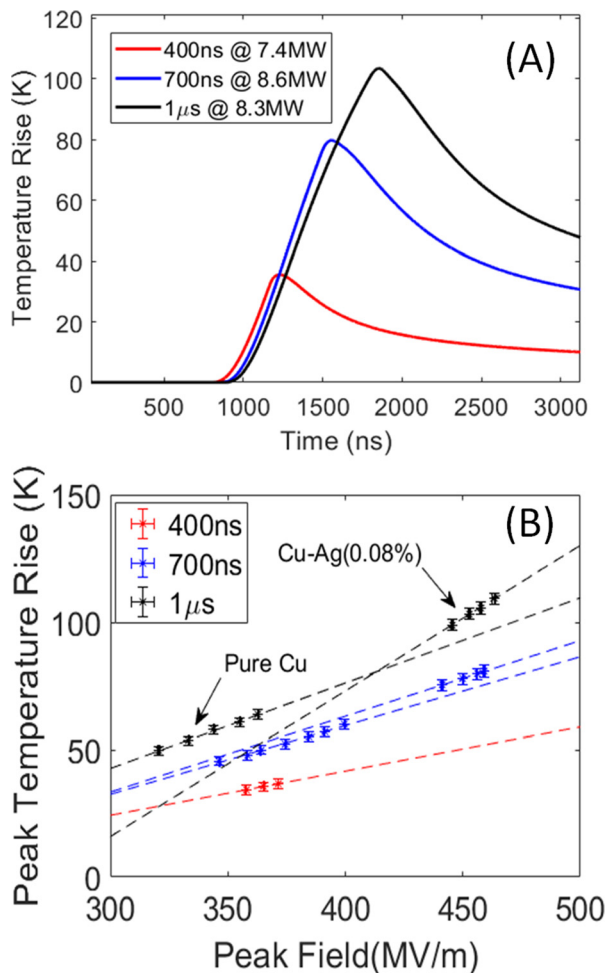 (A)
400ns @ 7.4MW
700ns @ 8.6MW
1μs @ 8.3MW
Temperature Rise (K)
120
100
80
60
40
20
0
500
1000
1500
2000
2500
3000
Time (ns)
(B)
400ns
700ns
1μs
Cu-Ag(0.08%)
Pure Cu
Peak Temperature Rise (K)
150
100
50
0
300
350
400
450
500
Peak Field(MV/m)